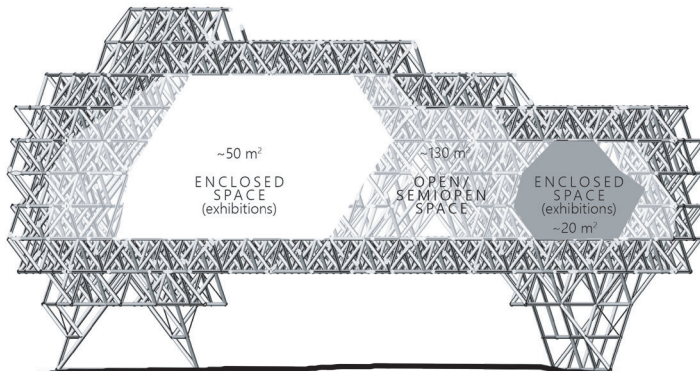 ~50 m²
ENCLOSED
SPACE
(exhibitions)
~130 m²
OPEN/
SEMIOPEN
SPACE
ENCLOSED
SPACE
(exhibitions)
~20 m²